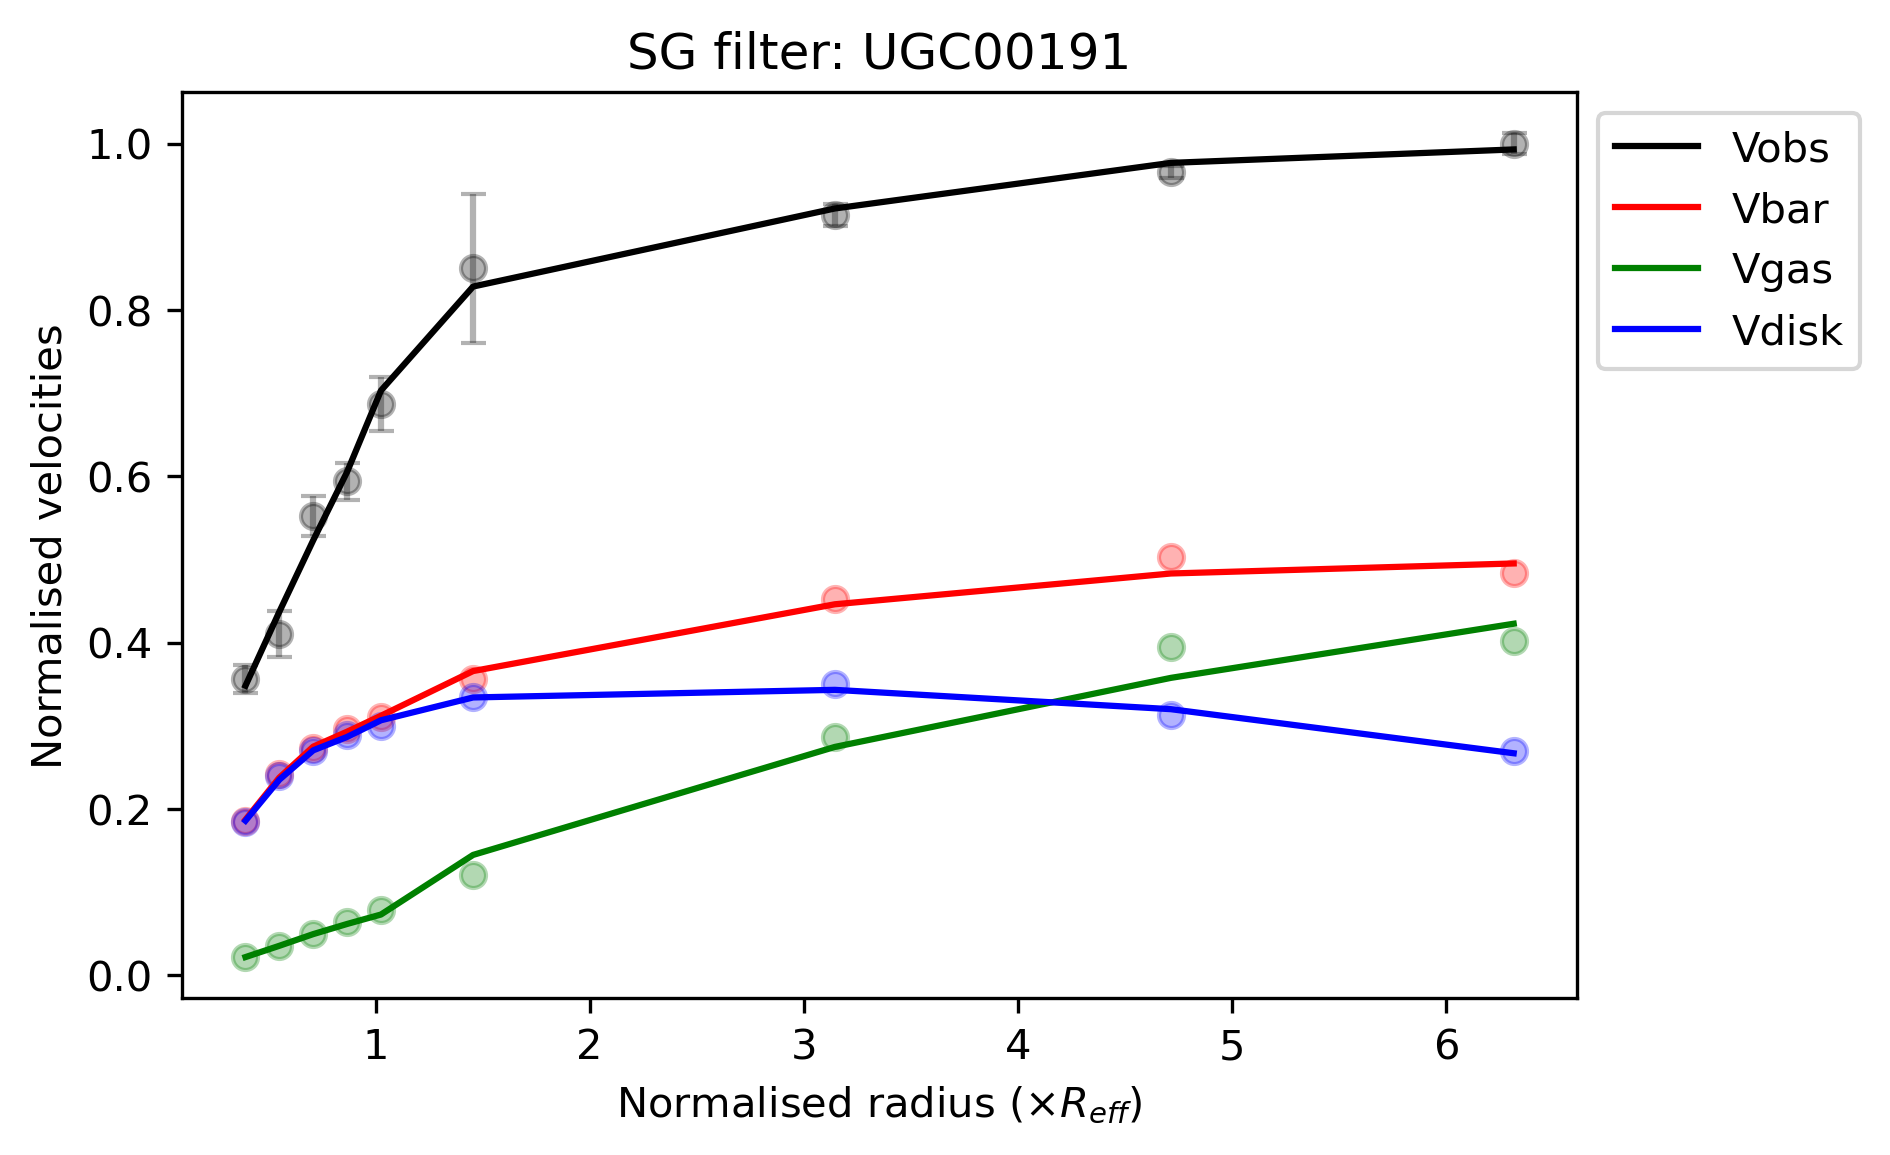 SG filter: UGC00191
1.0
0.8
0.6
0.4
0.2
0.0
Normalised velocities
1 2 3 4 5 6
Normalised radius (×R_eff)
Vobs
Vbar
Vgas
Vdisk